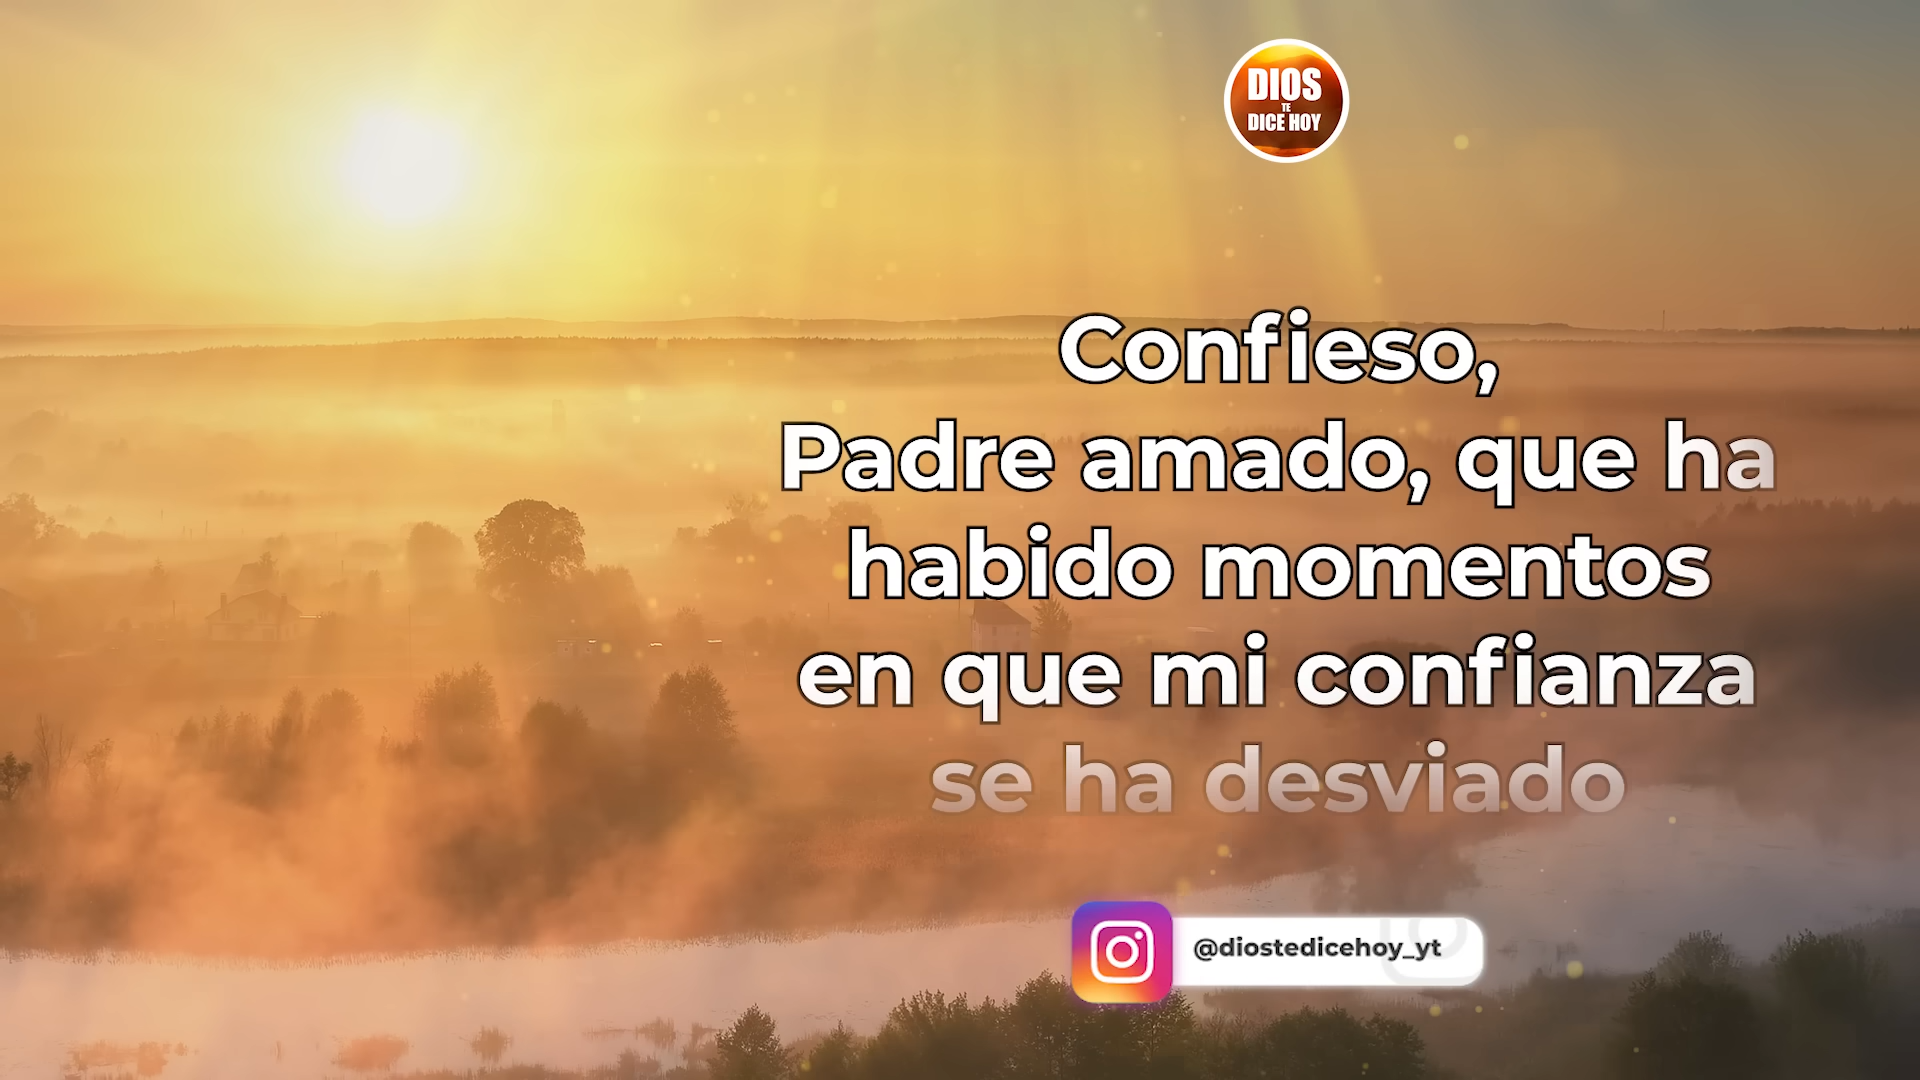 DIOS
TE
DICE HOY
Confieso,
Padre amado, que ha
habido momentos
en que mi confianza
se ha desviado
@diostedicehoy_yt